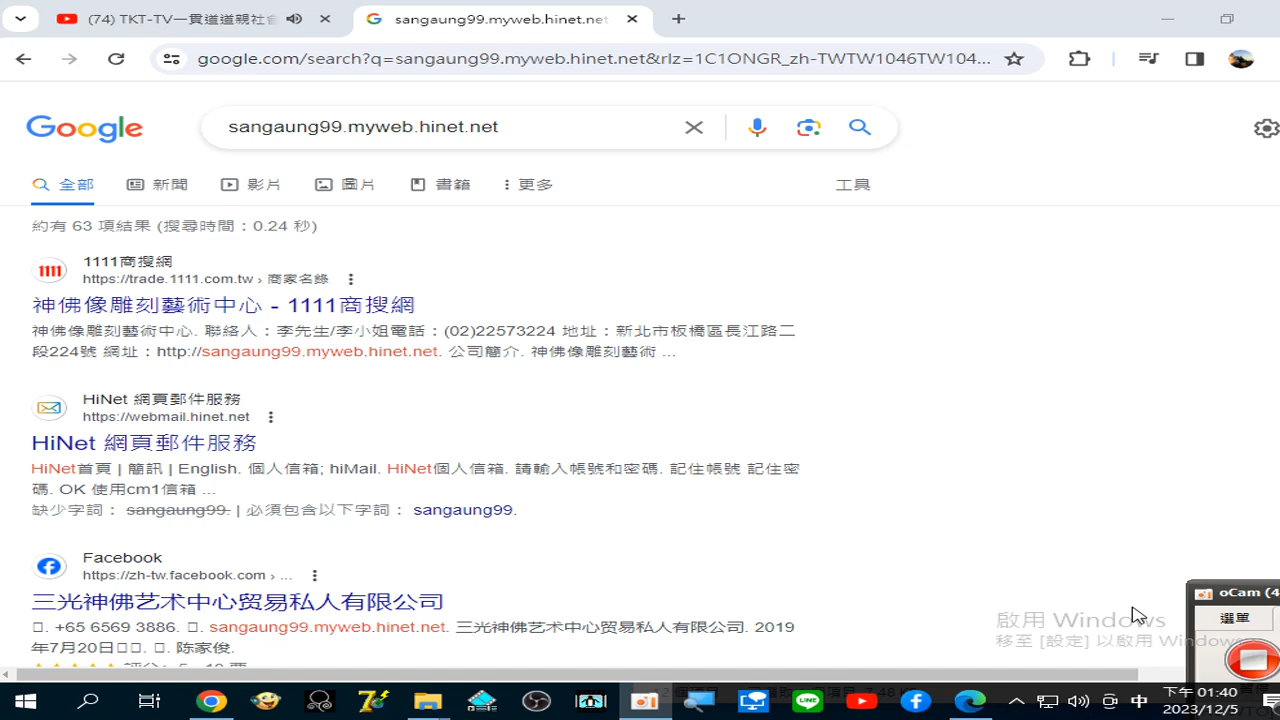 (74) TKT-TV一貫道道親社會
sangaung99.myweb.hinet.net
google.com/search?q=sangaung99.myweb.hinet.net&rlz=1C1ONGR_zh-TWTW1046TW104...
Google
sangaung99.myweb.hinet.net
全部
新聞
影片
圖片
書籍
更多
工具
約有 63 項結果 (搜尋時間：0.24 秒)
1111
1111商搜網
https://trade.1111.com.tw › 商家名錄
神佛像雕刻藝術中心 - 1111商搜網
神佛像雕刻藝術中心. 聯絡人：李先生/李小姐電話：(02)22573224 地址：新北市板橋區長江路二
段224號 網址：http://sangaung99.myweb.hinet.net. 公司簡介. 神佛像雕刻藝術 ...
HiNet 網頁郵件服務
https://webmail.hinet.net
HiNet 網頁郵件服務
HiNet首頁 | 簡訊 | English. 個人信箱; hiMail. HiNet個人信箱. 請輸入帳號和密碼. 記住帳號 記住密
碼. OK 使用cm1信箱 ...
缺少字詞： sangaung99. | 必須包含以下字詞： sangaung99.
Facebook
https://zh-tw.facebook.com › ...
三光神佛艺术中心贸易私人有限公司
. +65 6569 3886. . sangaung99.myweb.hinet.net. 三光神佛艺术中心贸易私人有限公司. 2019
年7月20日. . 陈家俊.
啟用 Windows
移至 [設定] 以啟用 Windows
oCam (4
選單
LINE
中
下午 01:40
2023/12/5